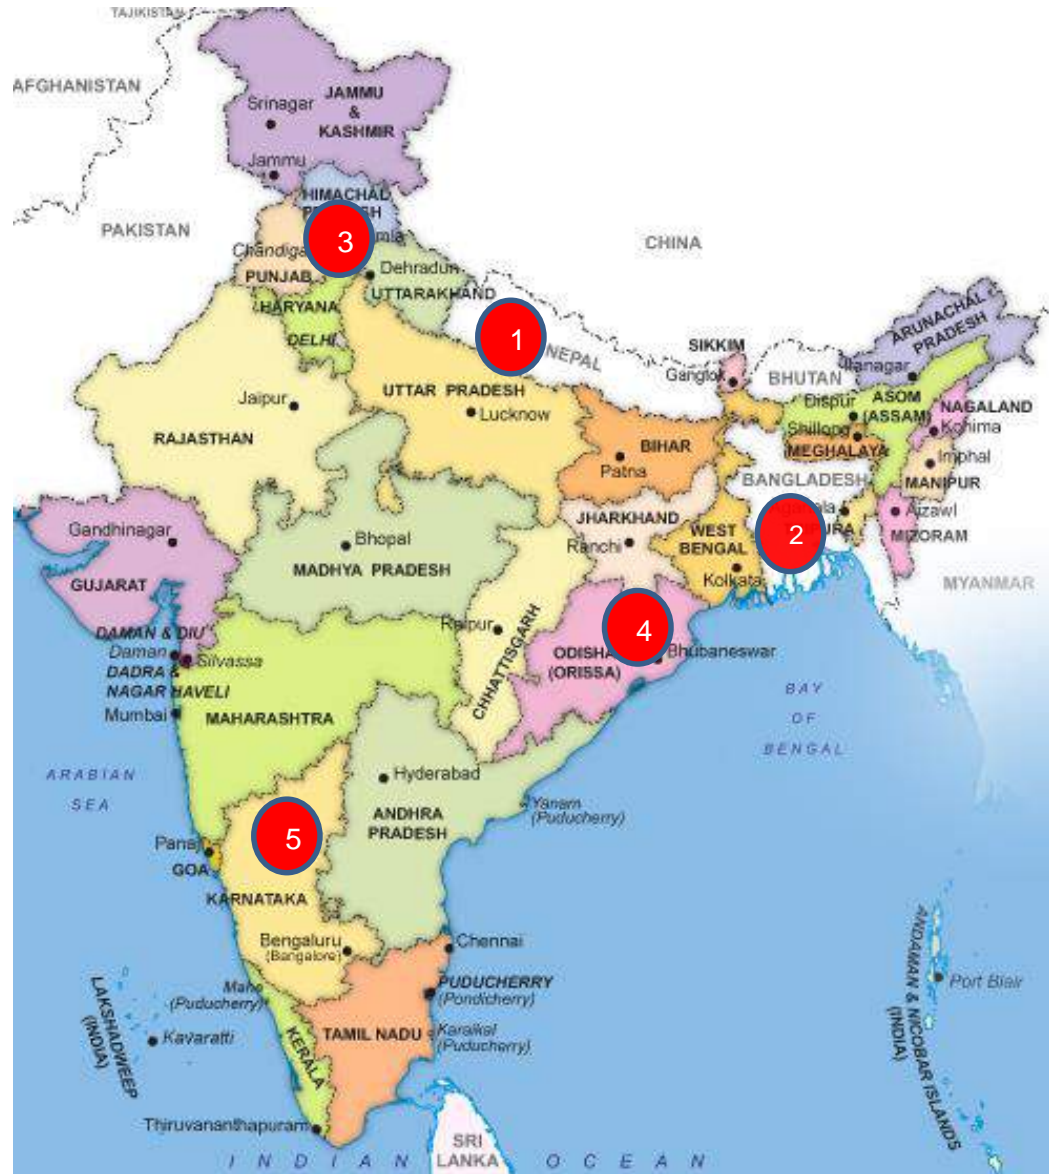 TAJIKISTAN
AFGHANISTAN
JAMMU
&
KASHMIR
Srinagar
Jammu
HIMACHAL
PAKISTAN
3
CHINA
PUNJAB
Dehradun
UTTARAKHAND
HARYANA
DELHI
1
NEPAL
SIKKIM
Gangtok
BHUTAN
ARUNACHAL
PRADESH
Itanagar
Dispur
ASOM
(ASSAM)
NAGALAND
Kohima
Shillong
MEGHALAYA
Imphal
MANIPUR
UTTAR PRADESH
Lucknow
Jaipur
RAJASTHAN
BIHAR
Patna
BANGLADESH
Agartala
2
Aizawl
MIZORAM
MYANMAR
JHARKHAND
Ranchi
WEST
BENGAL
Kolkata
Gandhinagar
GUJARAT
Bhopal
MADHYA PRADESH
Raipur
CHHATTISGARH
4
ODISHA
(ORISSA)
Bhubaneswar
DAMAN & DIU
Daman
Silvassa
DADRA &
NAGAR HAVELI
Mumbai
MAHARASHTRA
BAY
OF
BENGAL
ARABIAN
SEA
Hyderabad
ANDHRA
PRADESH
Yanam
(Puducherry)
5
Panaji
GOA
KARNATAKA
Bengaluru
(Bangalore)
Chennai
Mahe
(Puducherry)
PUDUCHERRY
(Pondicherry)
LAKSHADWEEP
(INDIA)
Kavaratti
KERALA
TAMIL NADU
Karaikal
(Puducherry)
ANDAMAN & NICOBAR ISLANDS
(INDIA)
Port Blair
Thiruvananthapuram
SRI
LANKA
INDIAN OCEAN